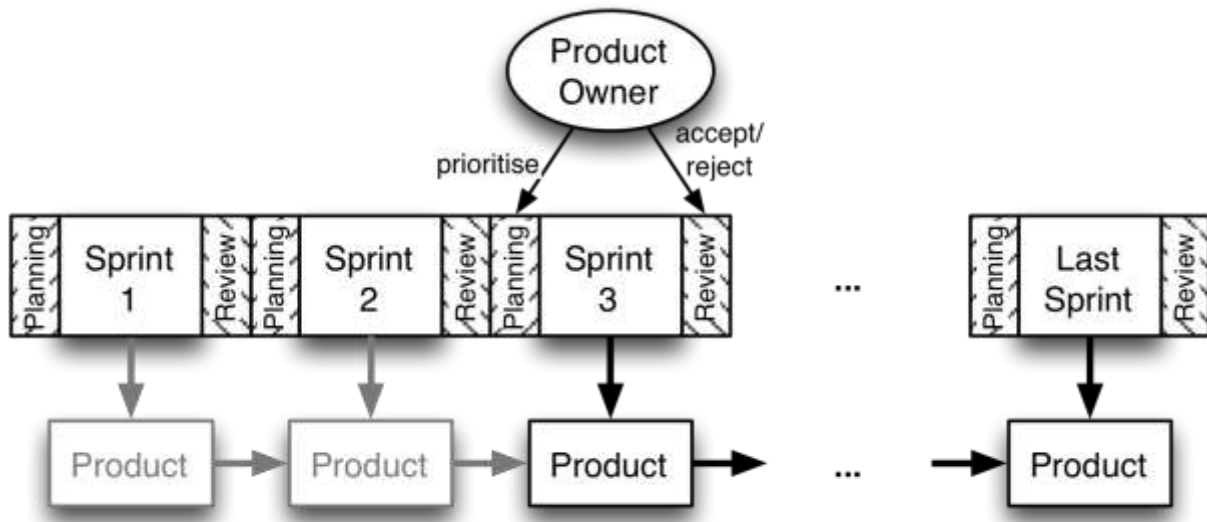 Product
Owner
prioritise
accept/
reject
Planning
Sprint
1
Review
Planning
Sprint
2
Review
Planning
Sprint
3
Review
...
Planning
Last
Sprint
Review
Product
Product
Product
...
Product